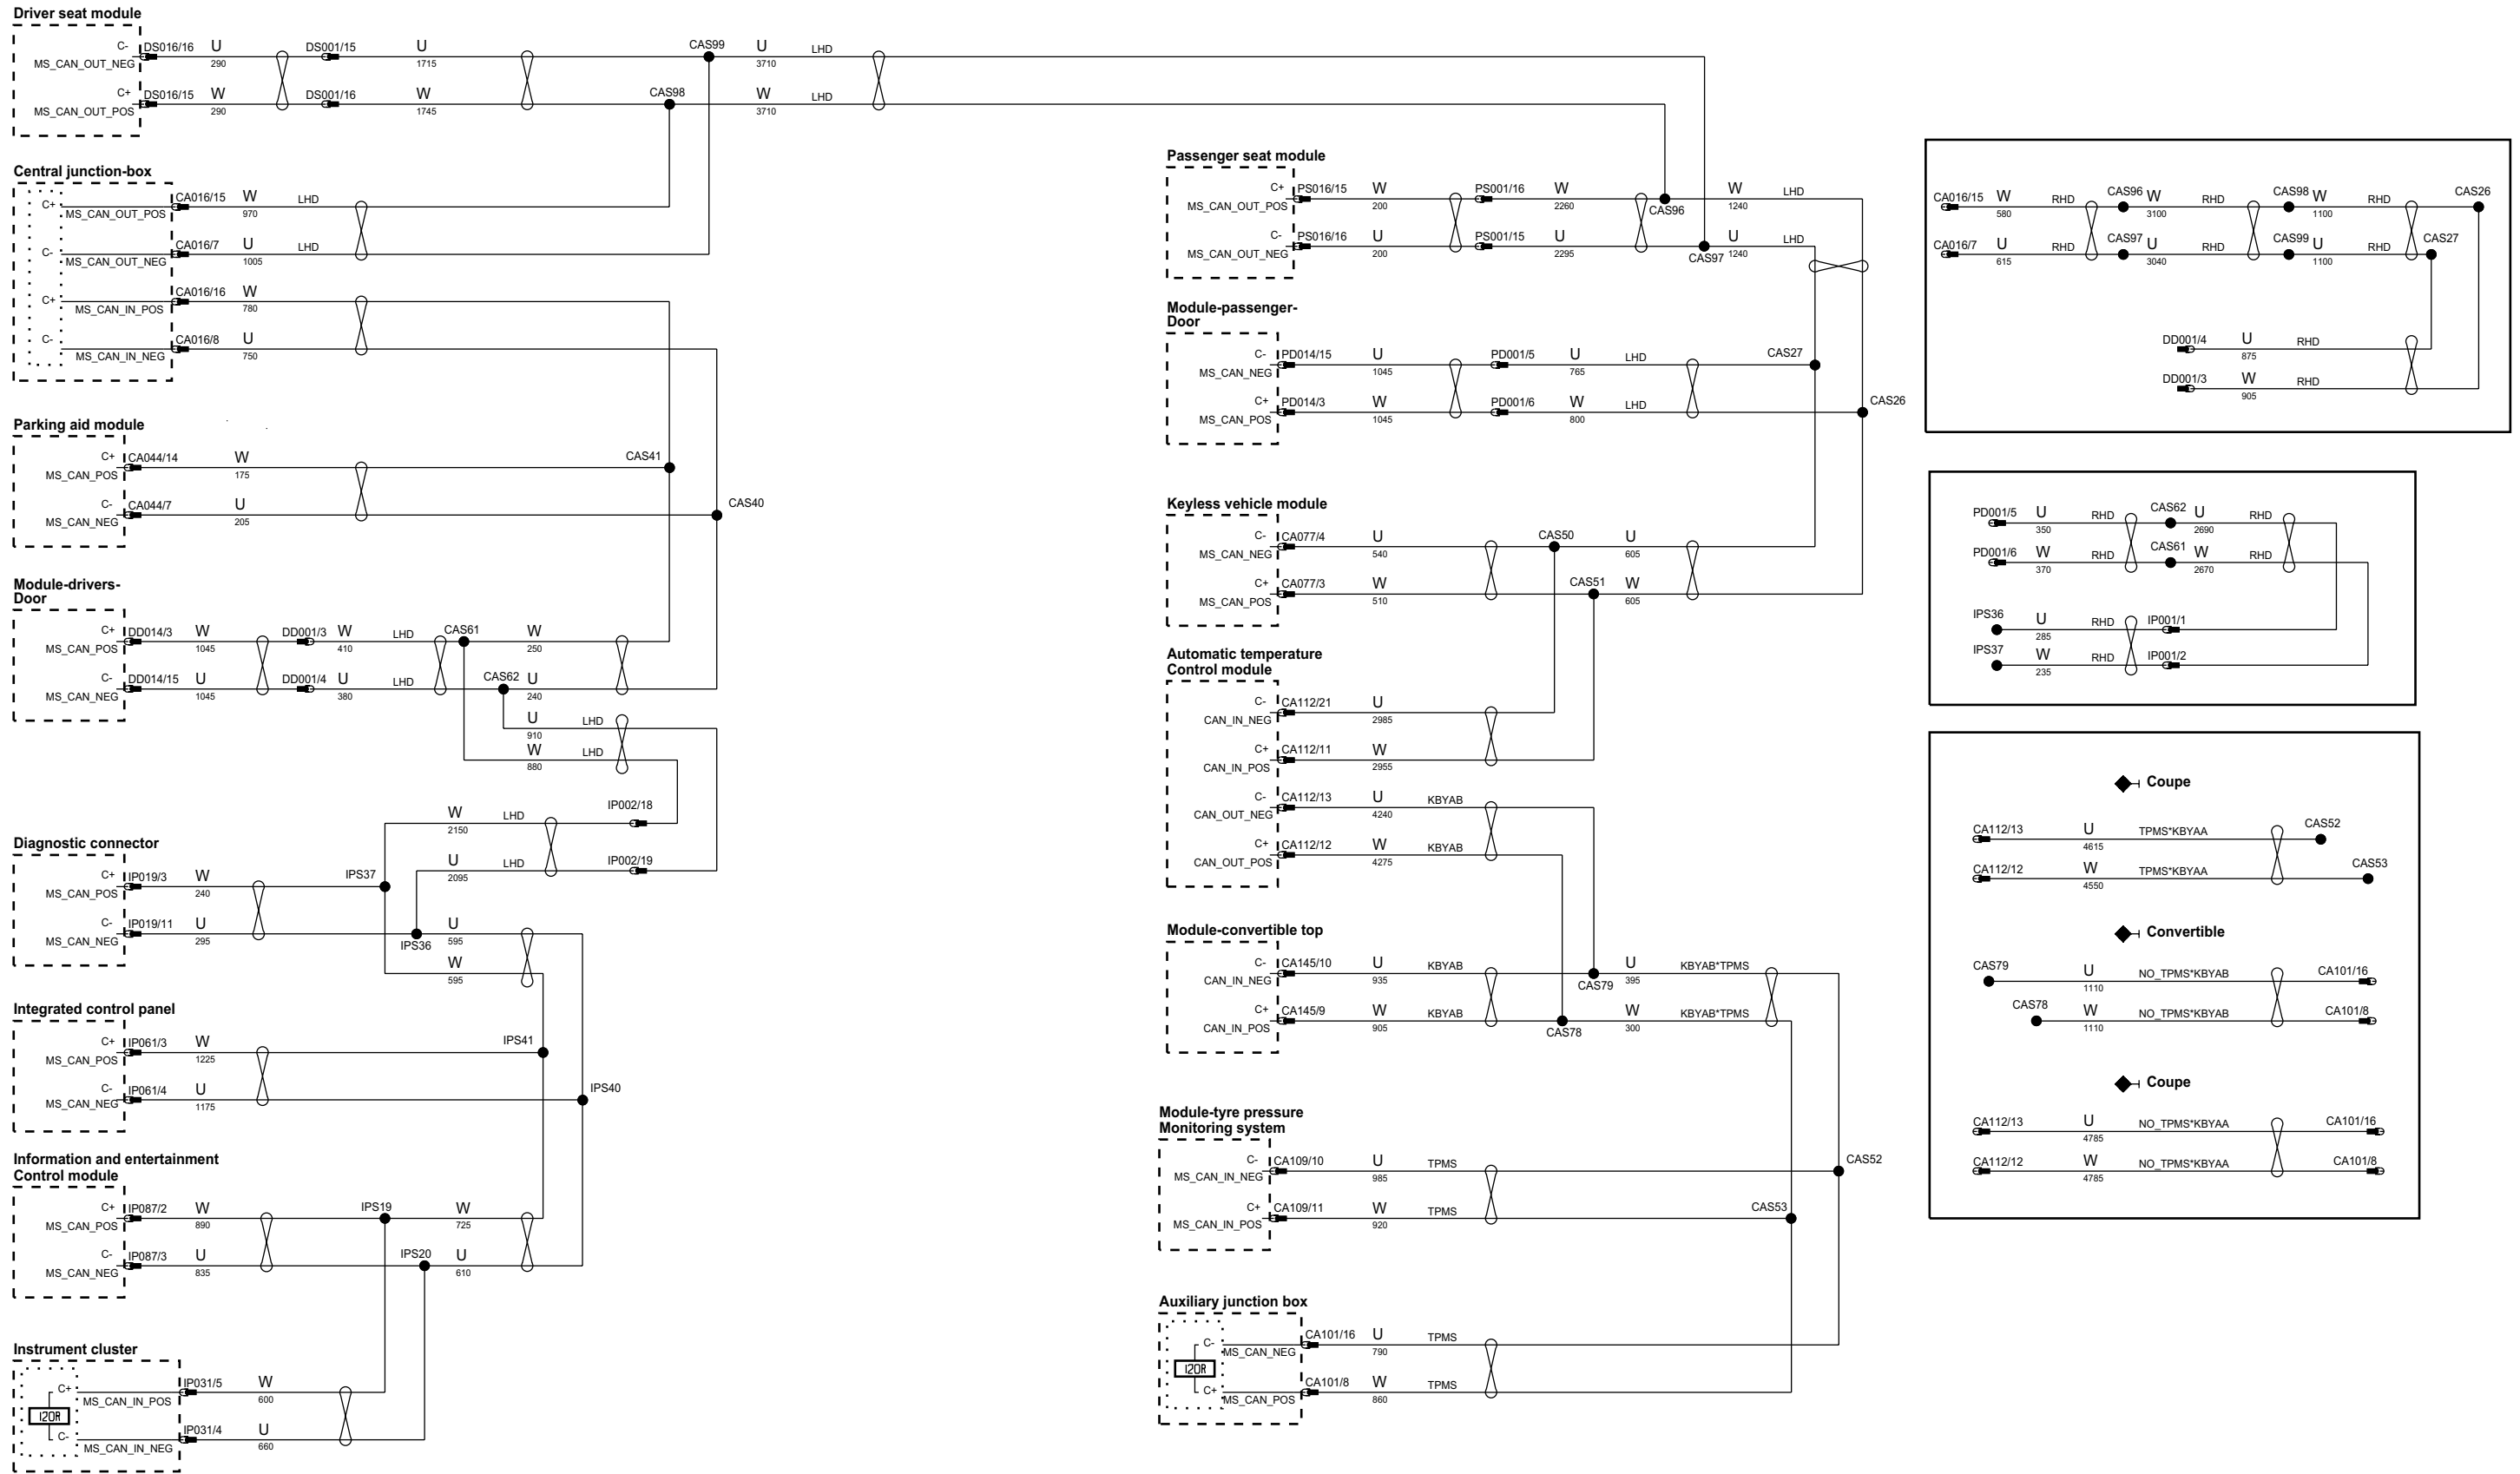 Driver seat module
C-
DS016/16
U
DS001/15
U
CAS99
U
LHD
MS_CAN_OUT_NEG
290
1715
3710
C+
DS016/15
W
DS001/16
W
CAS98
W
LHD
MS_CAN_OUT_POS
290
1745
3710
Central junction-box
C+
CA016/15
W
LHD
MS_CAN_OUT_POS
970
C-
CA016/7
U
LHD
MS_CAN_OUT_NEG
1005
C+
CA016/16
W
MS_CAN_IN_POS
780
C-
CA016/8
U
MS_CAN_IN_NEG
750
Parking aid module
C+
CA044/14
W
CAS41
MS_CAN_POS
175
C-
CA044/7
U
CAS40
MS_CAN_NEG
205
Module-drivers-
Door
C+
DD014/3
W
DD001/3
W
LHD
CAS61
W
MS_CAN_POS
1045
410
250
C-
DD014/15
U
DD001/4
U
LHD
CAS62
U
MS_CAN_NEG
1045
380
240
U
LHD
910
W
LHD
880
W
LHD
IP002/18
2150
U
LHD
IP002/19
2095
Diagnostic connector
C+
IP019/3
W
IPS37
MS_CAN_POS
240
C-
IP019/11
U
IPS36
U
MS_CAN_NEG
295
595
W
595
Integrated control panel
C+
IP061/3
W
IPS41
MS_CAN_POS
1225
C-
IP061/4
U
IPS40
MS_CAN_NEG
1175
Information and entertainment
Control module
C+
IP087/2
W
IPS19
W
MS_CAN_POS
890
725
C-
IP087/3
U
IPS20
U
MS_CAN_NEG
835
610
Instrument cluster
120R
C+
IP031/5
W
MS_CAN_IN_POS
600
C-
IP031/4
U
MS_CAN_IN_NEG
660
Passenger seat module
C+
PS016/15
W
PS001/16
W
CAS96
W
LHD
MS_CAN_OUT_POS
200
2260
1240
C-
PS016/16
U
PS001/15
U
CAS97
U
LHD
MS_CAN_OUT_NEG
200
2295
1240
Module-passenger-
Door
C-
PD014/15
U
PD001/5
U
LHD
CAS27
MS_CAN_NEG
1045
765
C+
PD014/3
W
PD001/6
W
LHD
CAS26
MS_CAN_POS
1045
800
Keyless vehicle module
C-
CA077/4
U
CAS50
U
MS_CAN_NEG
540
605
C+
CA077/3
W
CAS51
W
MS_CAN_POS
510
605
Automatic temperature
Control module
C-
CA112/21
U
CAN_IN_NEG
2985
C+
CA112/11
W
CAN_IN_POS
2955
C-
CA112/13
U
KBYAB
CAN_OUT_NEG
4240
C+
CA112/12
W
KBYAB
CAN_OUT_POS
4275
Module-convertible top
C-
CA145/10
U
KBYAB
CAS79
U
KBYAB*TPMS
CAN_IN_NEG
935
395
C+
CA145/9
W
KBYAB
CAS78
W
KBYAB*TPMS
CAN_IN_POS
905
300
Module-tyre pressure
Monitoring system
C-
CA109/10
U
TPMS
CAS52
MS_CAN_IN_NEG
985
C+
CA109/11
W
TPMS
CAS53
MS_CAN_IN_POS
920
Auxiliary junction box
120R
C-
CA101/16
U
TPMS
MS_CAN_NEG
790
C+
CA101/8
W
TPMS
MS_CAN_POS
860
CA016/15
W
RHD
CAS96
W
RHD
CAS98
W
RHD
CAS26
580
3100
1100
CA016/7
U
RHD
CAS97
U
RHD
CAS99
U
RHD
CAS27
615
3040
1100
DD001/4
U
RHD
875
DD001/3
W
RHD
905
PD001/5
U
RHD
CAS62
U
RHD
350
2690
PD001/6
W
RHD
CAS61
W
RHD
370
2670
IPS36
U
RHD
IP001/1
285
IPS37
W
RHD
IP001/2
235
Coupe
CA112/13
U
TPMS*KBYAA
CAS52
4615
CA112/12
W
TPMS*KBYAA
CAS53
4550
Convertible
CAS79
U
NO_TPMS*KBYAB
CA101/16
1110
CAS78
W
NO_TPMS*KBYAB
CA101/8
1110
Coupe
CA112/13
U
NO_TPMS*KBYAA
CA101/16
4785
CA112/12
W
NO_TPMS*KBYAA
CA101/8
4785